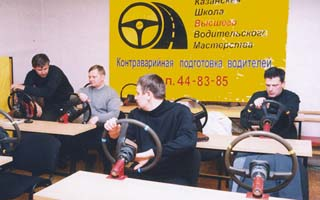 Казанская
Школа
Высшего
Водительского
Мастерства
Контраварийная подготовка водителей
т. 44-83-85